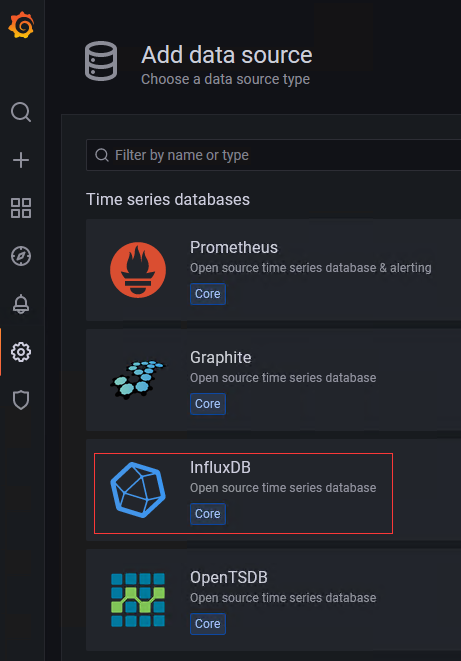 Add data source
Choose a data source type
Filter by name or type
Time series databases
Prometheus
Open source time series database & alerting
Core
Graphite
Open source time series database
Core
InfluxDB
Open source time series database
Core
OpenTSDB
Open source time series database
Core